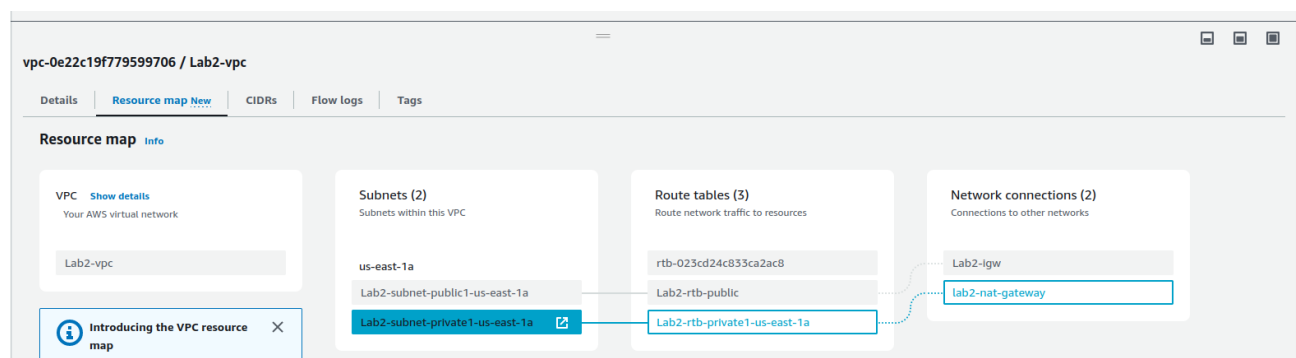 vpc-0e22c19f779599706 / Lab2-vpc
Details
Resource map New
CIDRs
Flow logs
Tags
Resource map Info
VPC Show details
Your AWS virtual network
Lab2-vpc
Introducing the VPC resource
map
Subnets (2)
Subnets within this VPC
us-east-1a
Lab2-subnet-public1-us-east-1a
Lab2-subnet-private1-us-east-1a
Route tables (3)
Route network traffic to resources
rtb-023cd24c833ca2ac8
Lab2-rtb-public
Lab2-rtb-private1-us-east-1a
Network connections (2)
Connections to other networks
Lab2-igw
lab2-nat-gateway